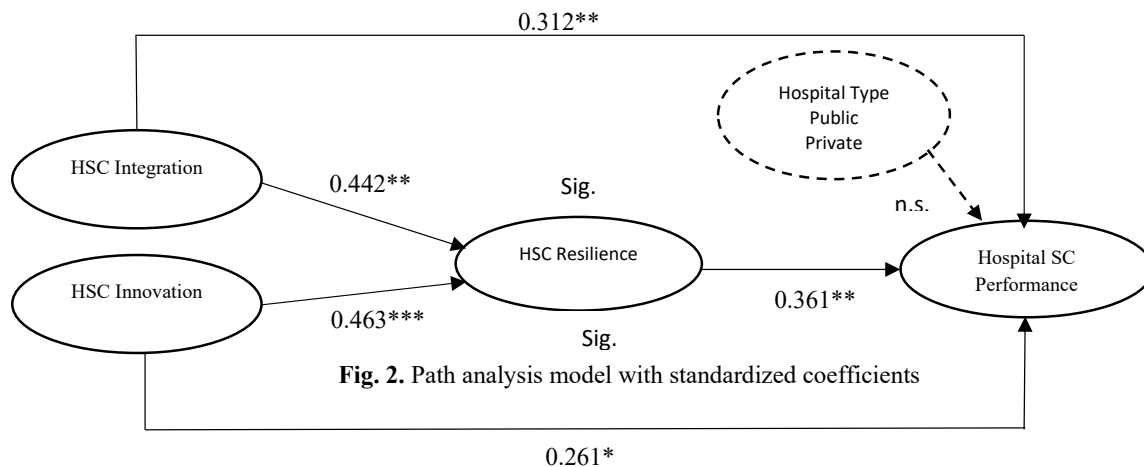 0.312**
Hospital Type
Public
Private
HSC Integration
0.442**
Sig.
n.s.
HSC Resilience
Hospital SC
Performance
HSC Innovation
0.463***
0.361**
Sig.
Fig. 2. Path analysis model with standardized coefficients
0.261*